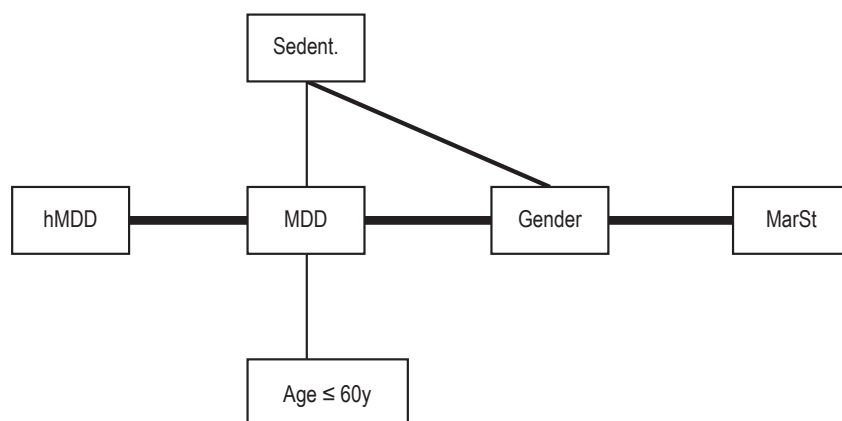 Sedent.
hMDD
MDD
Gender
MarSt
Age ≤ 60y